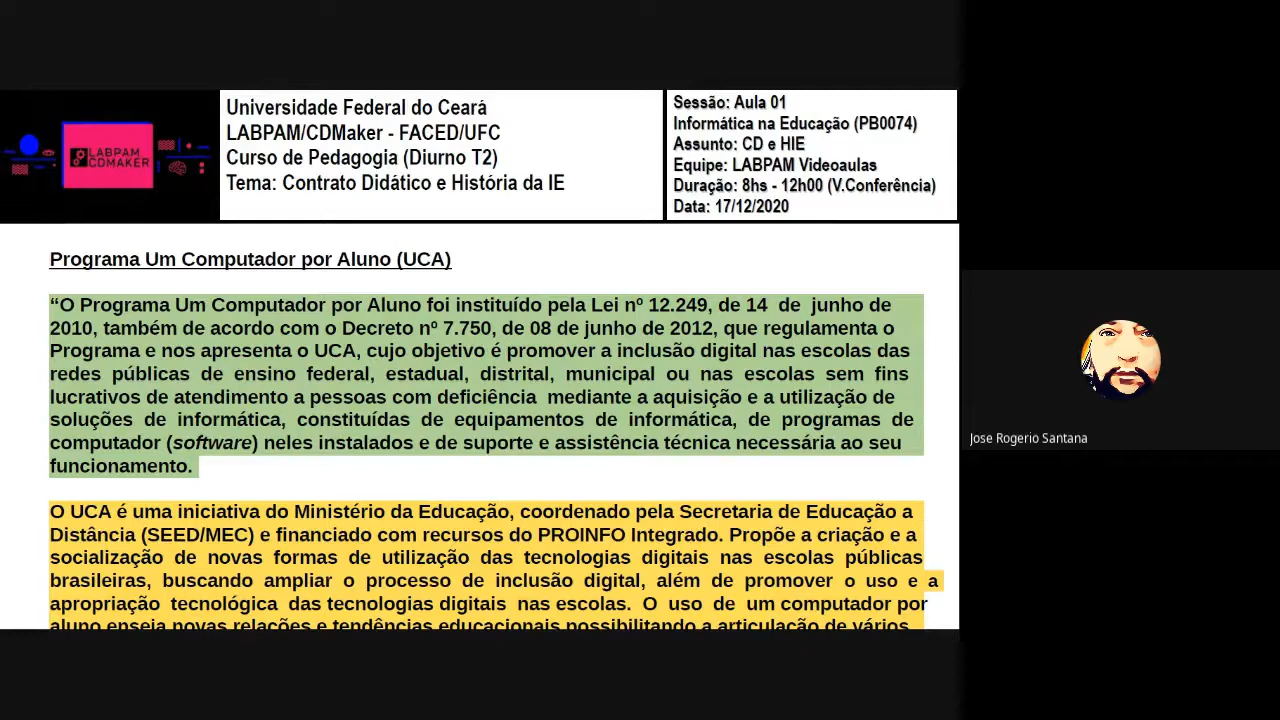 LABPAM
CDMAKER
Universidade Federal do Ceará
LABPAM/CDMaker - FACED/UFC
Curso de Pedagogia (Diurno T2)
Tema: Contrato Didático e História da IE
Sessão: Aula 01
Informática na Educação (PB0074)
Assunto: CD e HIE
Equipe: LABPAM Videoaulas
Duração: 8hs - 12h00 (V.Conferência)
Data: 17/12/2020
Programa Um Computador por Aluno (UCA)
“O Programa Um Computador por Aluno foi instituído pela Lei nº 12.249, de 14 de junho de
2010, também de acordo com o Decreto nº 7.750, de 08 de junho de 2012, que regulamenta o
Programa e nos apresenta o UCA, cujo objetivo é promover a inclusão digital nas escolas das
redes públicas de ensino federal, estadual, distrital, municipal ou nas escolas sem fins
lucrativos de atendimento a pessoas com deficiência mediante a aquisição e a utilização de
soluções de informática, constituídas de equipamentos de informática, de programas de
computador (software) neles instalados e de suporte e assistência técnica necessária ao seu
funcionamento.
O UCA é uma iniciativa do Ministério da Educação, coordenado pela Secretaria de Educação a
Distância (SEED/MEC) e financiado com recursos do PROINFO Integrado. Propõe a criação e a
socialização de novas formas de utilização das tecnologias digitais nas escolas públicas
brasileiras, buscando ampliar o processo de inclusão digital, além de promover o uso e a
apropriação tecnológica das tecnologias digitais nas escolas. O uso de um computador por
aluno enseja novas relações e tendências educacionais possibilitando a articulação de vários
Jose Rogerio Santana